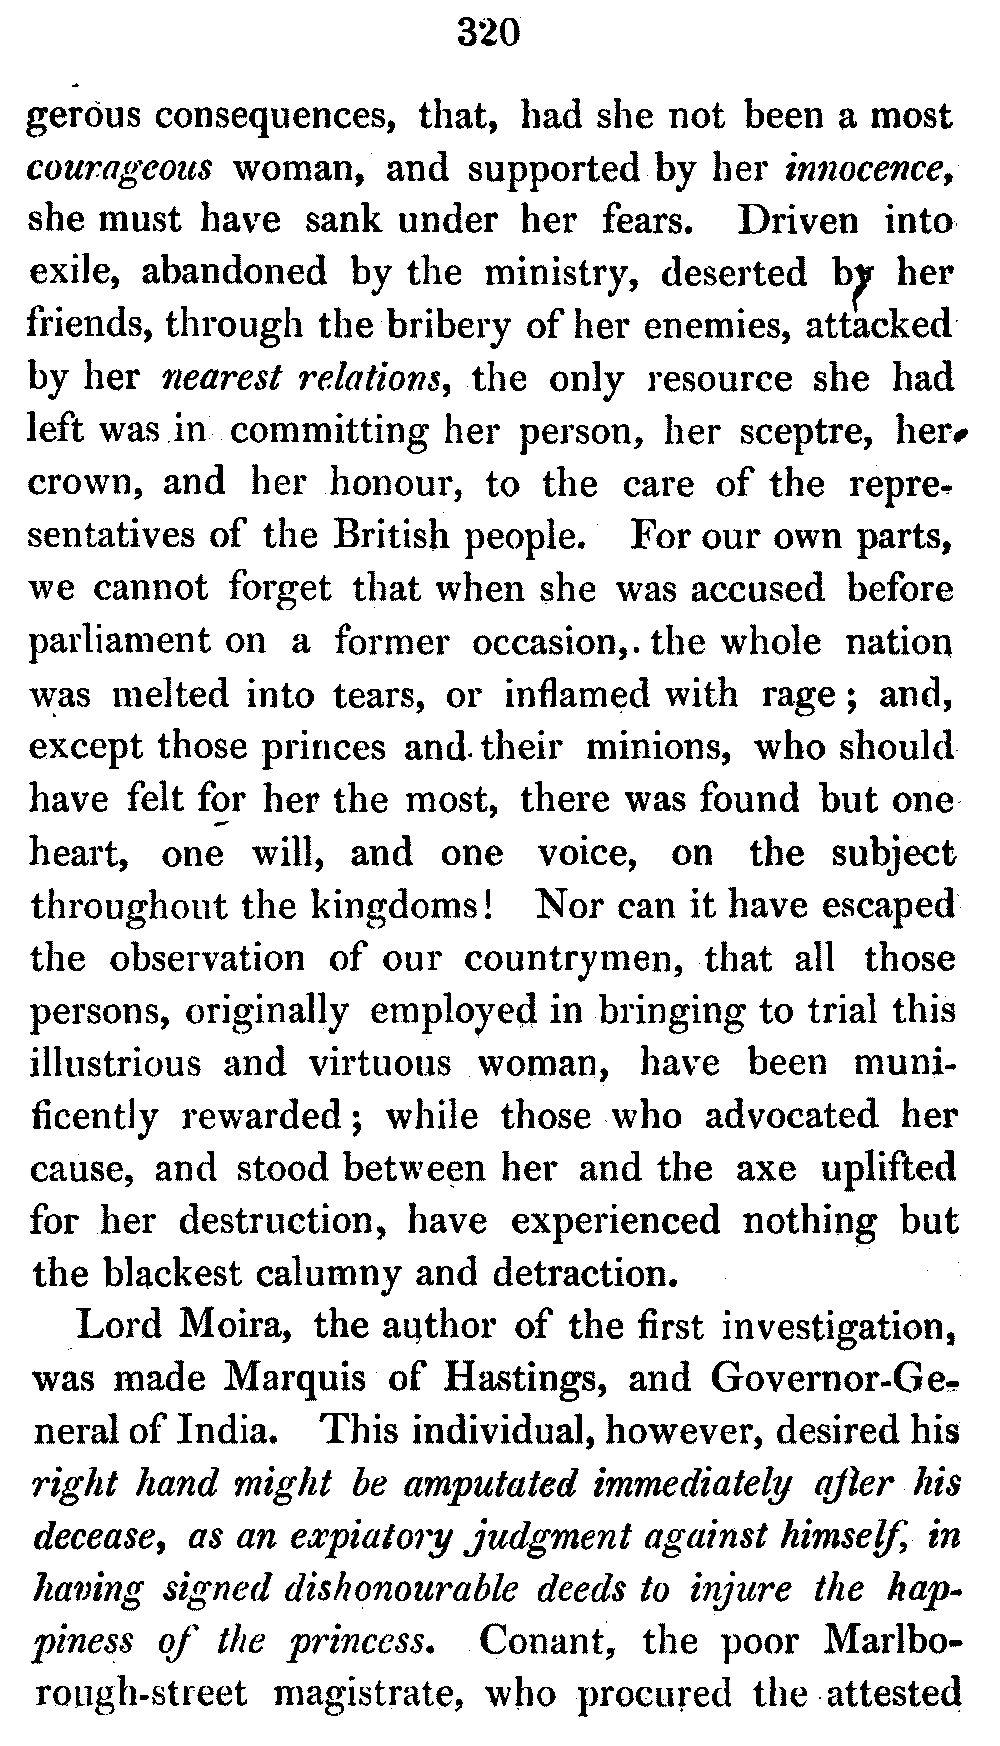 320
gerous consequences, that, had she not been a most
courageous woman, and supported by her innocence,
she must have sank under her fears. Driven into
exile, abandoned by the ministry, deserted by her
friends, through the bribery of her enemies, attacked
by her nearest relations, the only resource she had
left was in committing her person, her sceptre, her
crown, and her honour, to the care of the repre-
sentatives of the British people. For our own parts,
we cannot forget that when she was accused before
parliament on a former occasion, the whole nation
was melted into tears, or inflamed with rage; and,
except those princes and their minions, who should
have felt for her the most, there was found but one
heart, one will, and one voice, on the subject
throughout the kingdoms! Nor can it have escaped
the observation of our countrymen, that all those
persons, originally employed in bringing to trial this
illustrious and virtuous woman, have been muni-
ficently rewarded; while those who advocated her
cause, and stood between her and the axe uplifted
for her destruction, have experienced nothing but
the blackest calumny and detraction.
Lord Moira, the author of the first investigation,
was made Marquis of Hastings, and Governor-Ge-
neral of India. This individual, however, desired his
right hand might be amputated immediately after his
decease, as an expiatory judgment against himself, in
having signed dishonourable deeds to injure the hap-
piness of the princess. Conant, the poor Marlbo-
rough-street magistrate, who procured the attested